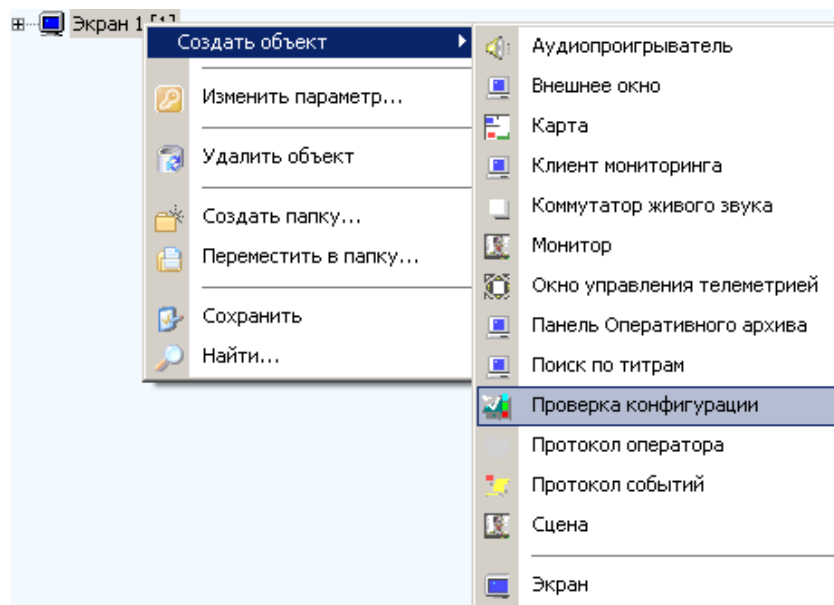 Экран 1 [1]
Создать объект
Изменить параметр...
Удалить объект
Создать папку...
Переместить в папку...
Сохранить
Найти...
Аудиопроигрыватель
Внешнее окно
Карта
Клиент мониторинга
Коммутатор живого звука
Монитор
Окно управления телеметрией
Панель Оперативного архива
Поиск по титрам
Проверка конфигурации
Протокол оператора
Протокол событий
Сцена
Экран